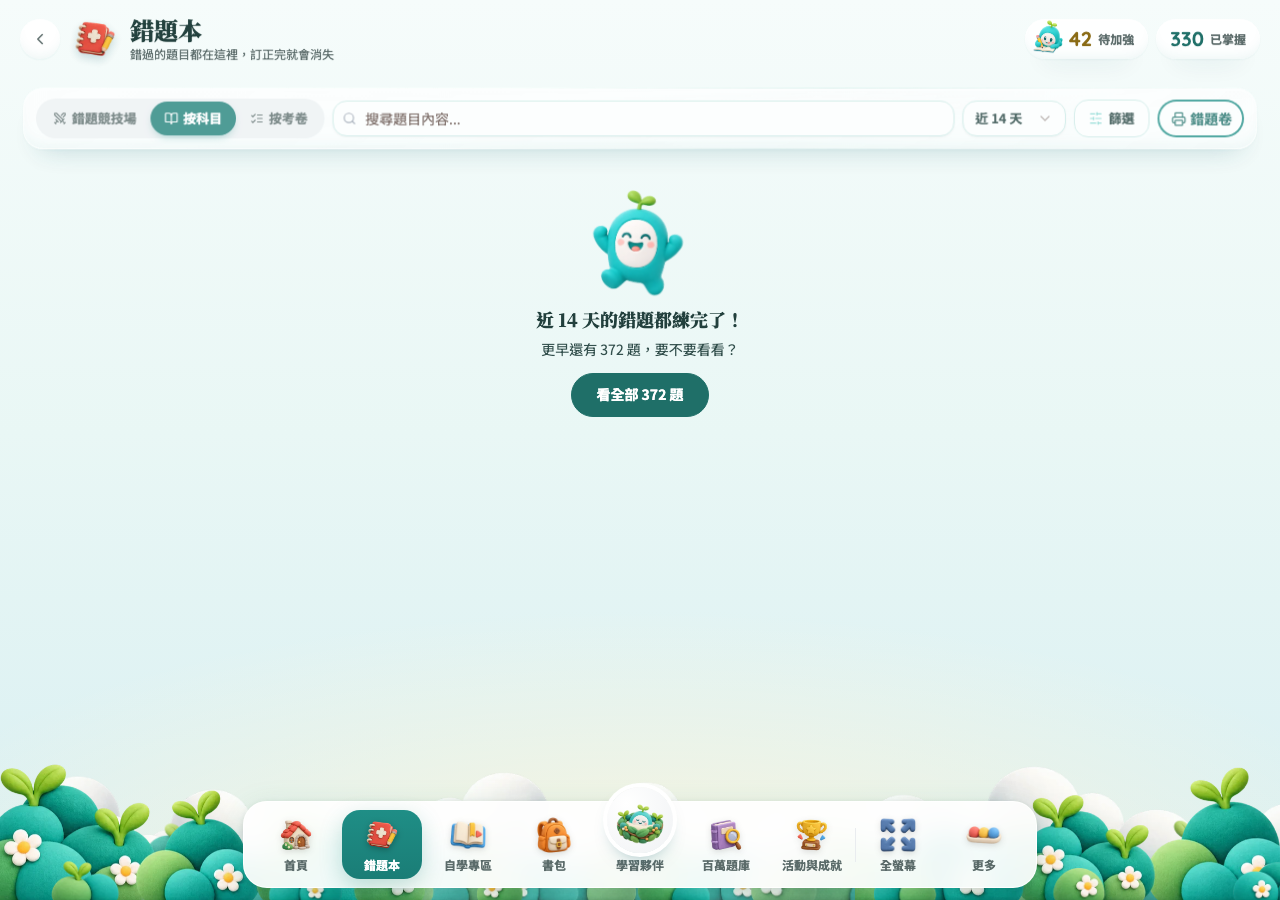 錯題本
錯過的題目都在這裡，訂正完就會消失
42 待加強
330 已掌握
錯題競技場
按科目
按考卷
搜尋題目內容...
近 14 天
篩選
錯題卷
近 14 天的錯題都練完了！
更早還有 372 題，要不要看看？
看全部 372 題
首頁
錯題本
自學專區
書包
學習夥伴
百萬題庫
活動與成就
全螢幕
更多